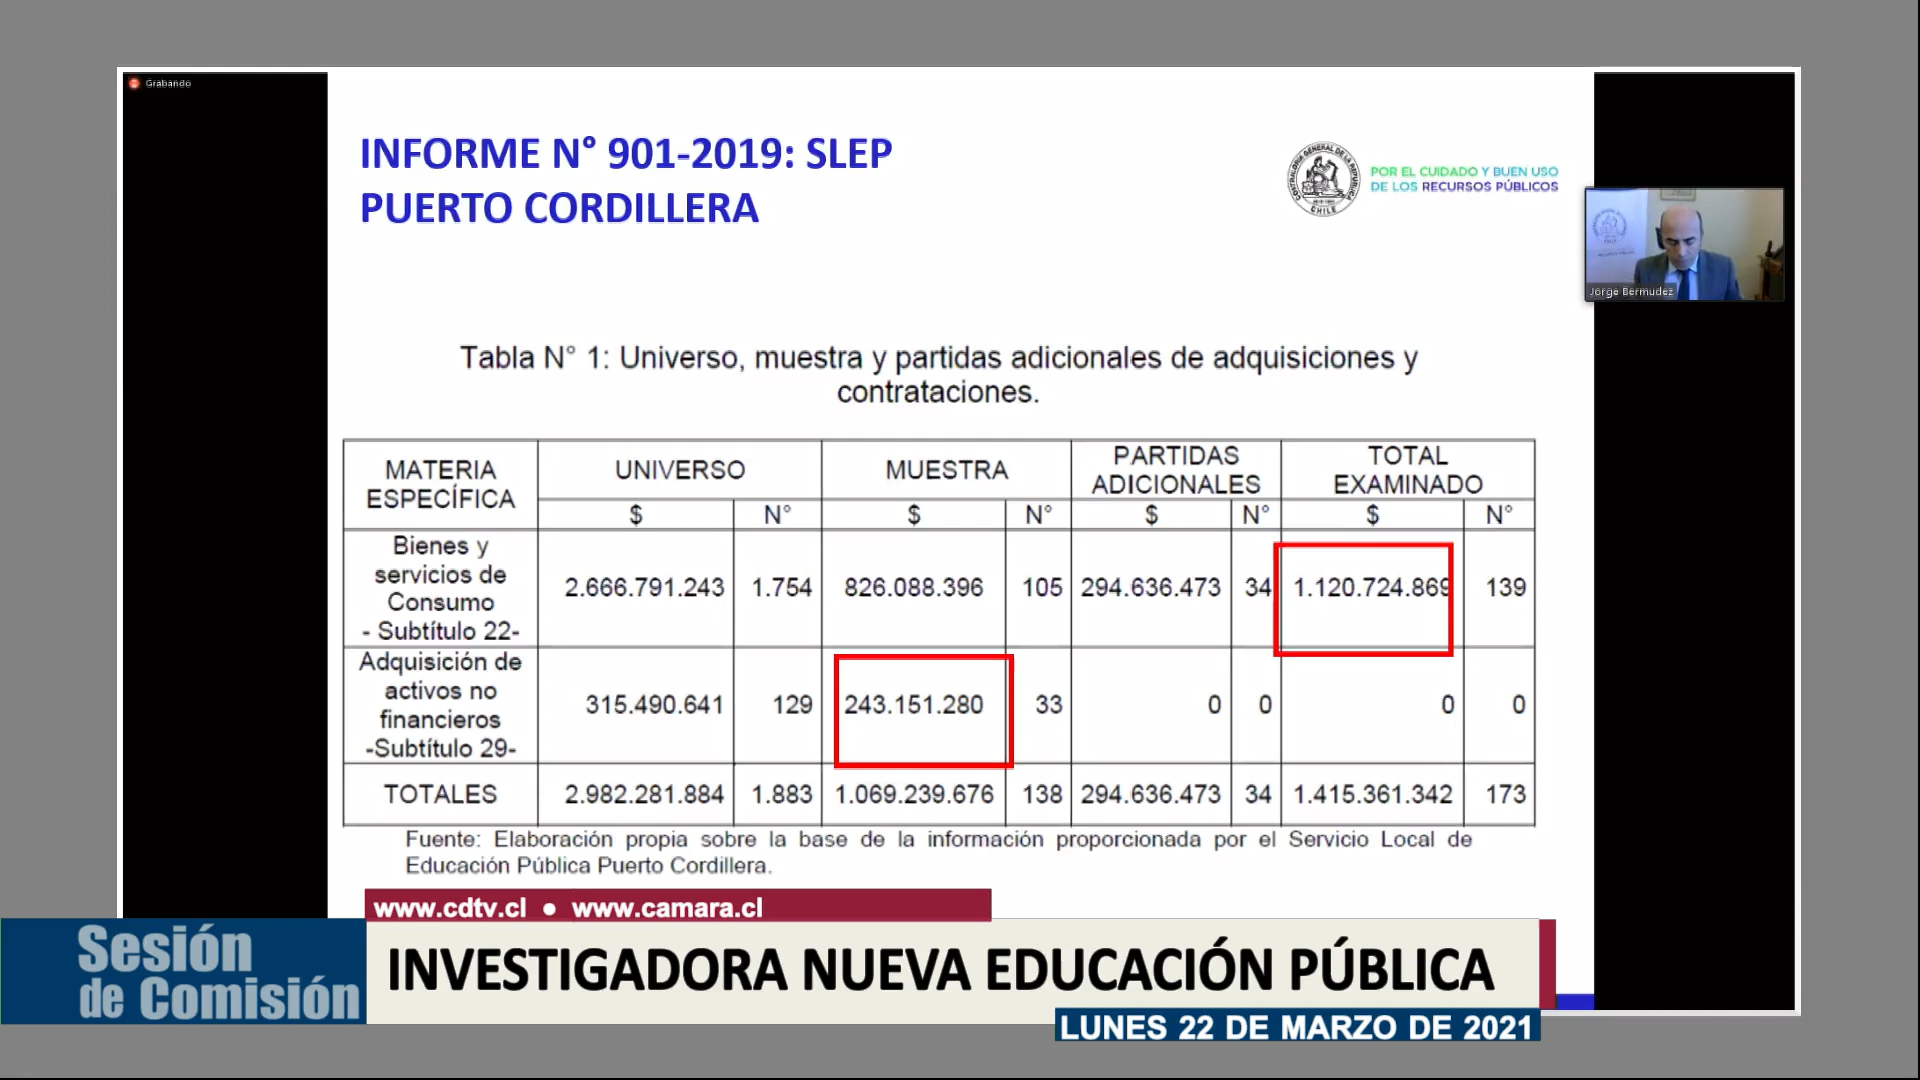 Grabando
INFORME N° 901-2019: SLEP
PUERTO CORDILLERA
CONTRALORÍA GENERAL DE LA REPÚBLICA
CHILE
POR EL CUIDADO Y BUEN USO
DE LOS RECURSOS PÚBLICOS
Jorge Bermudez
Tabla N° 1: Universo, muestra y partidas adicionales de adquisiciones y
contrataciones.
MATERIA ESPECÍFICA UNIVERSO MUESTRA PARTIDAS ADICIONALES TOTAL EXAMINADO
$ N° $ N° $ N° $ N°
Bienes y
servicios de
Consumo
- Subtítulo 22-
2.666.791.243 1.754 826.088.396 105 294.636.473 34 1.120.724.869 139
Adquisición de
activos no
financieros
-Subtítulo 29-
315.490.641 129 243.151.280 33 0 0 0 0
TOTALES 2.982.281.884 1.883 1.069.239.676 138 294.636.473 34 1.415.361.342 173
Fuente: Elaboración propia sobre la base de la información proporcionada por el Servicio Local de
Educación Pública Puerto Cordillera.
www.cdtv.cl ● www.camara.cl
Sesión
de Comisión
INVESTIGADORA NUEVA EDUCACIÓN PÚBLICA
LUNES 22 DE MARZO DE 2021